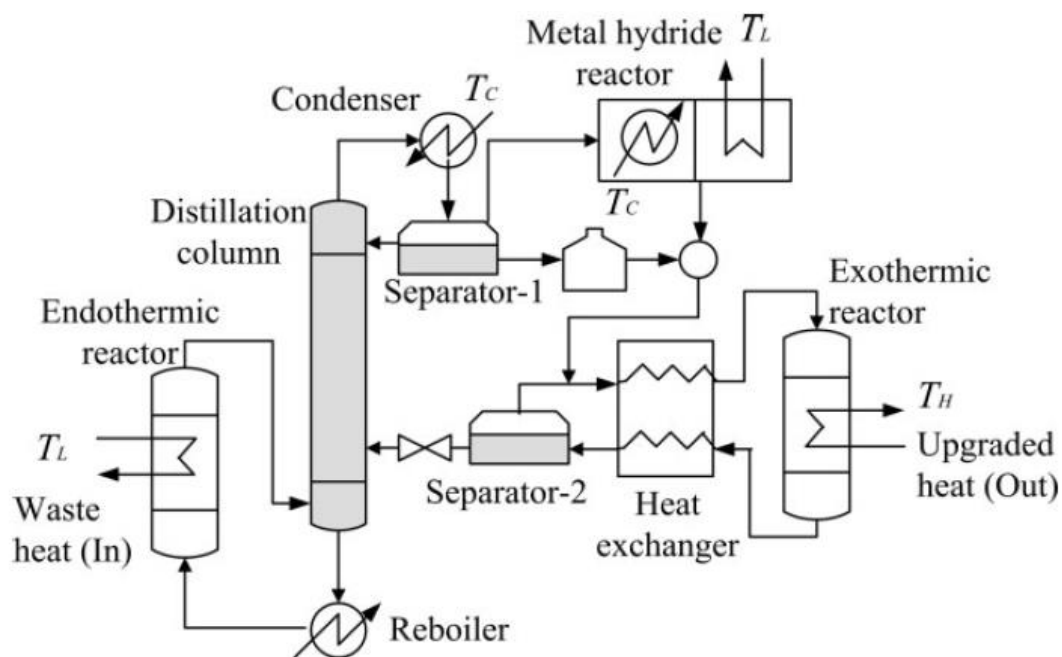 Metal hydride
reactor
T_L
Condenser
T_C
T_C
Distillation
column
Separator-1
Exothermic
reactor
Endothermic
reactor
T_L
Waste
heat (In)
T_H
Upgraded
heat (Out)
Separator-2
Heat
exchanger
Reboiler